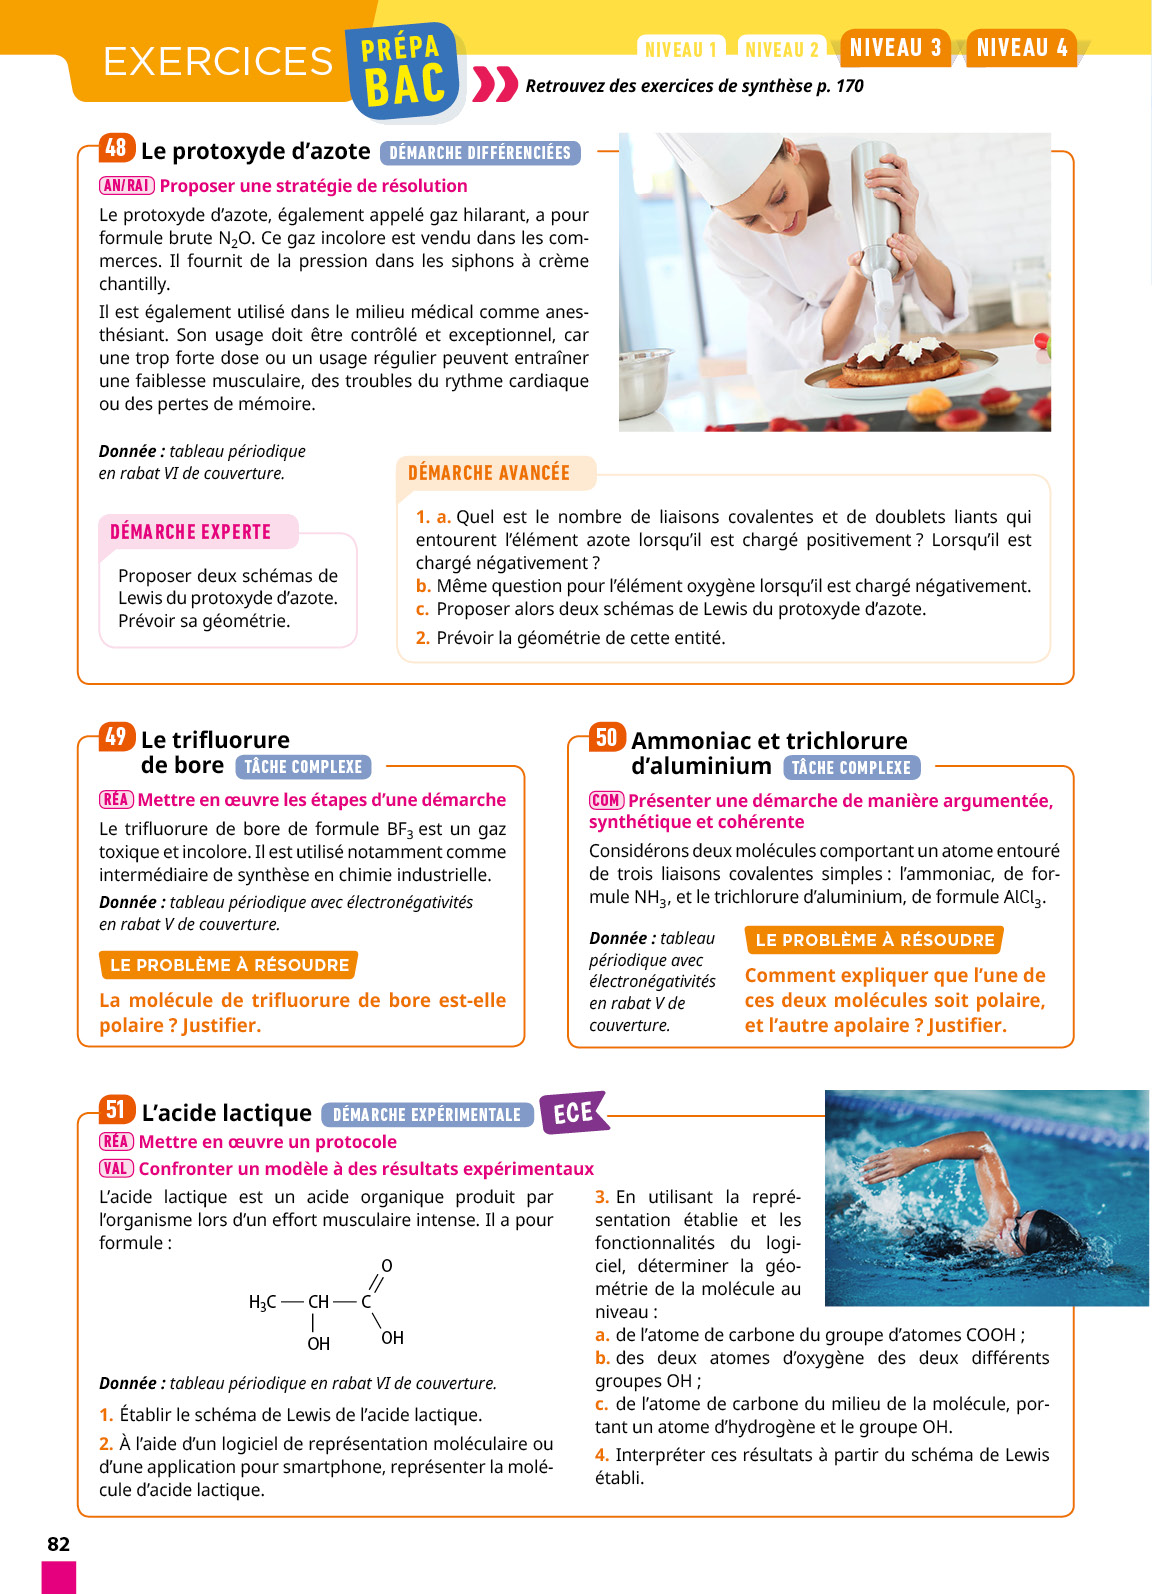 EXERCICES
PRÉPA
BAC
NIVEAU 1 NIVEAU 2 NIVEAU 3 NIVEAU 4
Retrouvez des exercices de synthèse p. 170
48 Le protoxyde d'azote DÉMARCHE DIFFÉRENCIÉES
AN/RAI Proposer une stratégie de résolution
Le protoxyde d'azote, également appelé gaz hilarant, a pour
formule brute N₂O. Ce gaz incolore est vendu dans les com-
merces. Il fournit de la pression dans les siphons à crème
chantilly.
Il est également utilisé dans le milieu médical comme anes-
thésiant. Son usage doit être contrôlé et exceptionnel, car
une trop forte dose ou un usage régulier peuvent entraîner
une faiblesse musculaire, des troubles du rythme cardiaque
ou des pertes de mémoire.
Donnée : tableau périodique
en rabat VI de couverture.
DÉMARCHE EXPERTE
Proposer deux schémas de
Lewis du protoxyde d'azote.
Prévoir sa géométrie.
DÉMARCHE AVANCÉE
1. a. Quel est le nombre de liaisons covalentes et de doublets liants qui
entourent l'élément azote lorsqu'il est chargé positivement ? Lorsqu'il est
chargé négativement ?
b. Même question pour l'élément oxygène lorsqu'il est chargé négativement.
c. Proposer alors deux schémas de Lewis du protoxyde d'azote.
2. Prévoir la géométrie de cette entité.
49 Le trifluorure
de bore TÂCHE COMPLEXE
RÉA Mettre en œuvre les étapes d'une démarche
Le trifluorure de bore de formule BF₃ est un gaz
toxique et incolore. Il est utilisé notamment comme
intermédiaire de synthèse en chimie industrielle.
Donnée : tableau périodique avec électronégativités
en rabat V de couverture.
LE PROBLÈME À RÉSOUDRE
La molécule de trifluorure de bore est-elle
polaire ? Justifier.
50 Ammoniac et trichlorure
d'aluminium TÂCHE COMPLEXE
COM Présenter une démarche de manière argumentée,
synthétique et cohérente
Considérons deux molécules comportant un atome entouré
de trois liaisons covalentes simples : l'ammoniac, de for-
mule NH₃, et le trichlorure d'aluminium, de formule AlCl₃.
Donnée : tableau
périodique avec
électronégativités
en rabat V de
couverture.
LE PROBLÈME À RÉSOUDRE
Comment expliquer que l'une de
ces deux molécules soit polaire,
et l'autre apolaire ? Justifier.
51 L'acide lactique DÉMARCHE EXPÉRIMENTALE ECE
RÉA Mettre en œuvre un protocole
VAL Confronter un modèle à des résultats expérimentaux
L'acide lactique est un acide organique produit par
l'organisme lors d'un effort musculaire intense. Il a pour
formule :
O
H₃C — CH — C
OH OH
Donnée : tableau périodique en rabat VI de couverture.
1. Établir le schéma de Lewis de l'acide lactique.
2. À l'aide d'un logiciel de représentation moléculaire ou
d'une application pour smartphone, représenter la molé-
cule d'acide lactique.
3. En utilisant la repré-
sentation établie et les
fonctionnalités du logi-
ciel, déterminer la géo-
métrie de la molécule au
niveau :
a. de l'atome de carbone du groupe d'atomes COOH ;
b. des deux atomes d'oxygène des deux différents
groupes OH ;
c. de l'atome de carbone du milieu de la molécule, por-
tant un atome d'hydrogène et le groupe OH.
4. Interpréter ces résultats à partir du schéma de Lewis
établi.
82